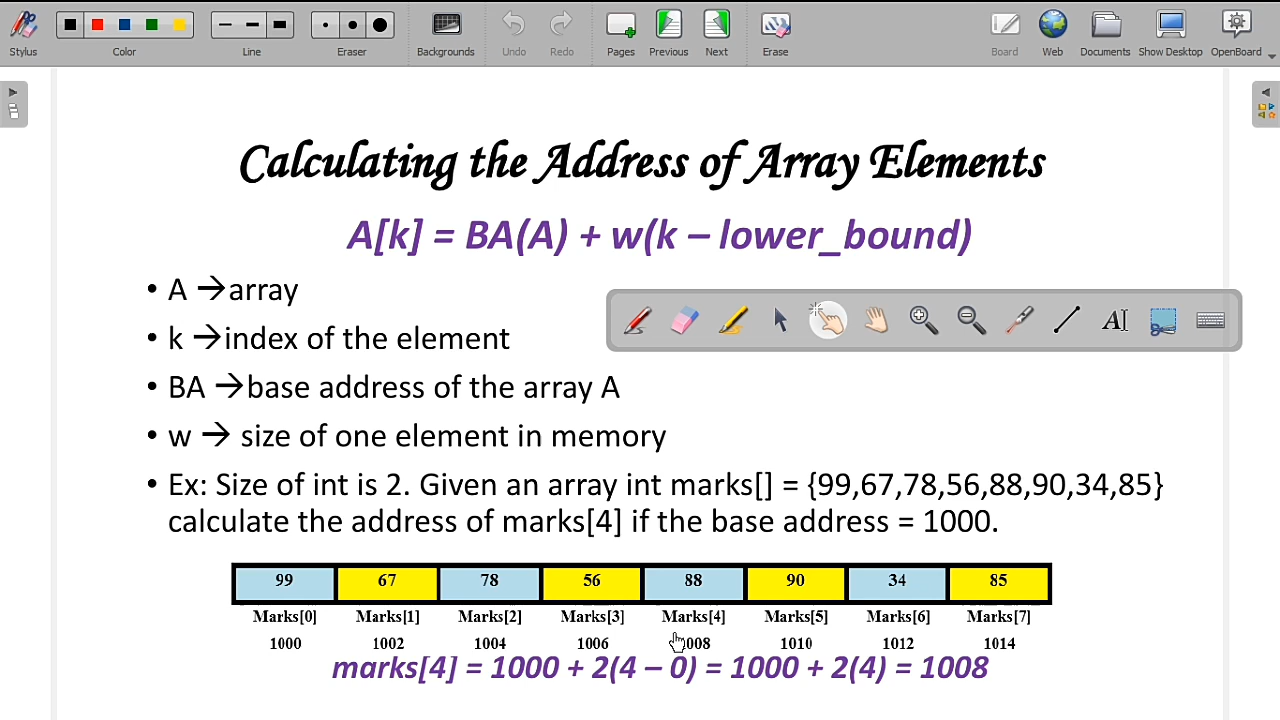 Stylus Color Line Eraser Backgrounds Undo Redo Pages Previous Next Erase Board Web Documents Show Desktop OpenBoard
Calculating the Address of Array Elements
A[k] = BA(A) + w(k – lower_bound)
• A →array
• k →index of the element
• BA →base address of the array A
• w → size of one element in memory
• Ex: Size of int is 2. Given an array int marks[] = {99,67,78,56,88,90,34,85}
calculate the address of marks[4] if the base address = 1000.
99 67 78 56 88 90 34 85
Marks[0] Marks[1] Marks[2] Marks[3] Marks[4] Marks[5] Marks[6] Marks[7]
1000 1002 1004 1006 1008 1010 1012 1014
marks[4] = 1000 + 2(4 – 0) = 1000 + 2(4) = 1008